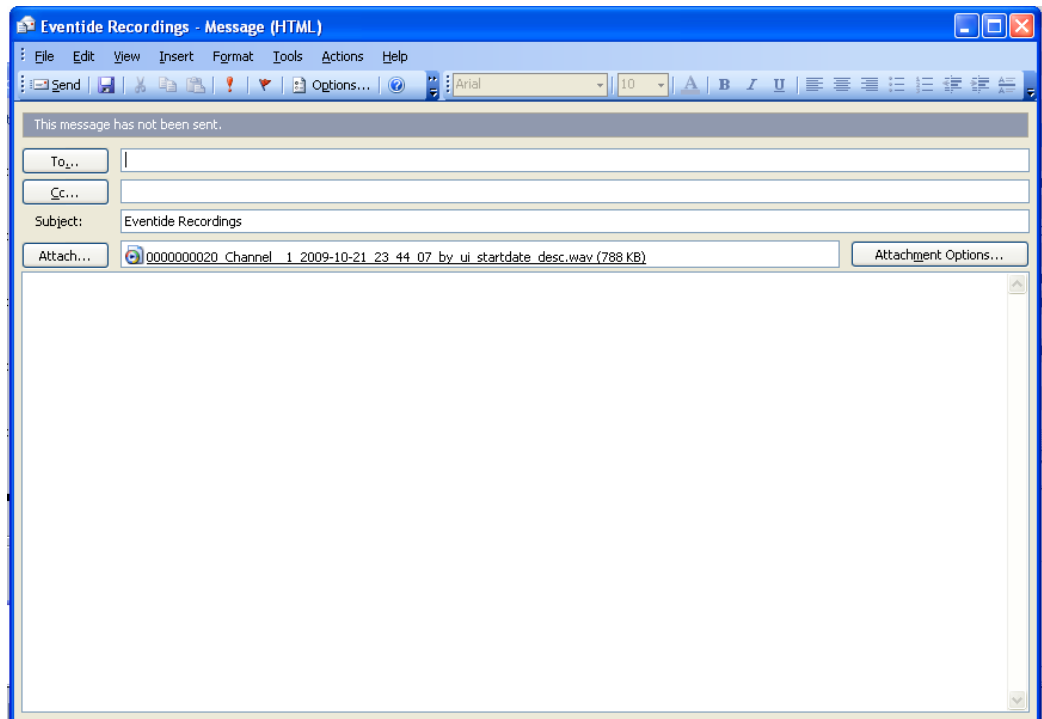 Eventide Recordings - Message (HTML)
File Edit View Insert Format Tools Actions Help
Send Options... Arial 10 A B I U
This message has not been sent.
To...
Cc...
Subject: Eventide Recordings
Attach... 0000000020_Channel__1_2009-10-21_23_44_07_by_ui_startdate_desc.wav (788 KB) Attachment Options...